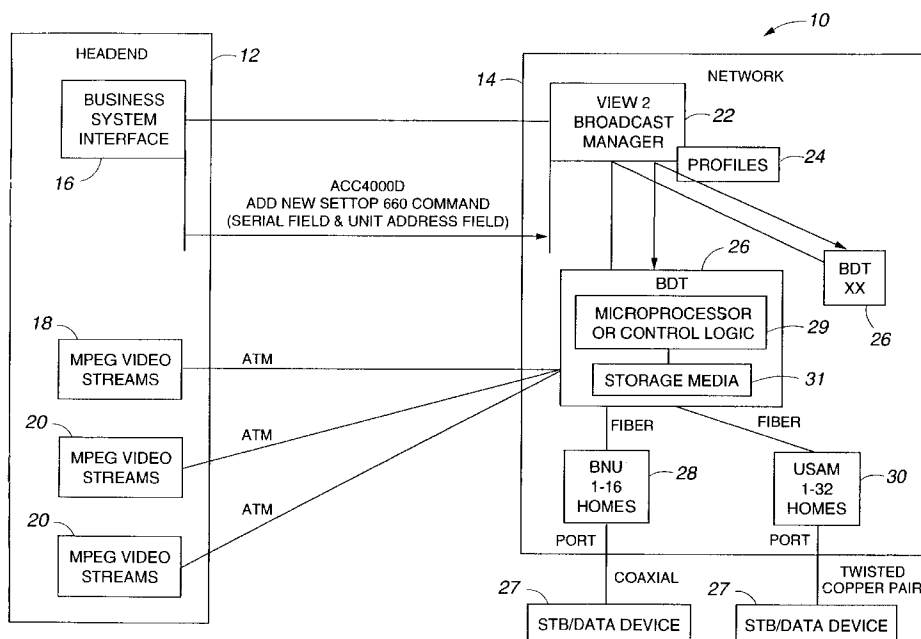 10
HEADEND
12
BUSINESS
SYSTEM
INTERFACE
16
14
NETWORK
VIEW 2
BROADCAST
MANAGER
22
PROFILES
24
ACC4000D
ADD NEW SETTOP 660 COMMAND
(SERIAL FIELD & UNIT ADDRESS FIELD)
26
BDT
MICROPROCESSOR
OR CONTROL LOGIC
29
STORAGE MEDIA
31
BDT
XX
26
18
MPEG VIDEO
STREAMS
ATM
20
MPEG VIDEO
STREAMS
ATM
20
MPEG VIDEO
STREAMS
ATM
FIBER
FIBER
BNU
1-16
HOMES
28
USAM
1-32
HOMES
30
PORT
PORT
COAXIAL
TWISTED
COPPER PAIR
27
STB/DATA DEVICE
27
STB/DATA DEVICE